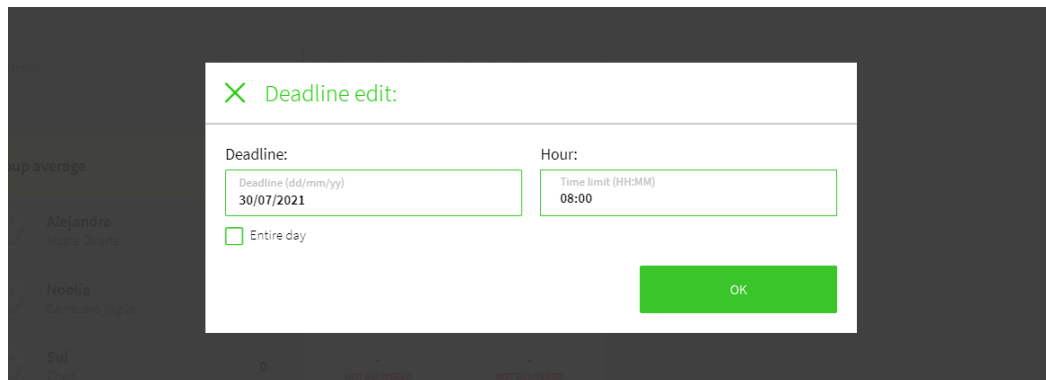 Deadline edit:
Deadline:
Hour:
Deadline (dd/mm/yy)
30/07/2021
Time limit (HH:MM)
08:00
Entire day
OK
average
Alejandra
Noelia
Sui
0
-
-